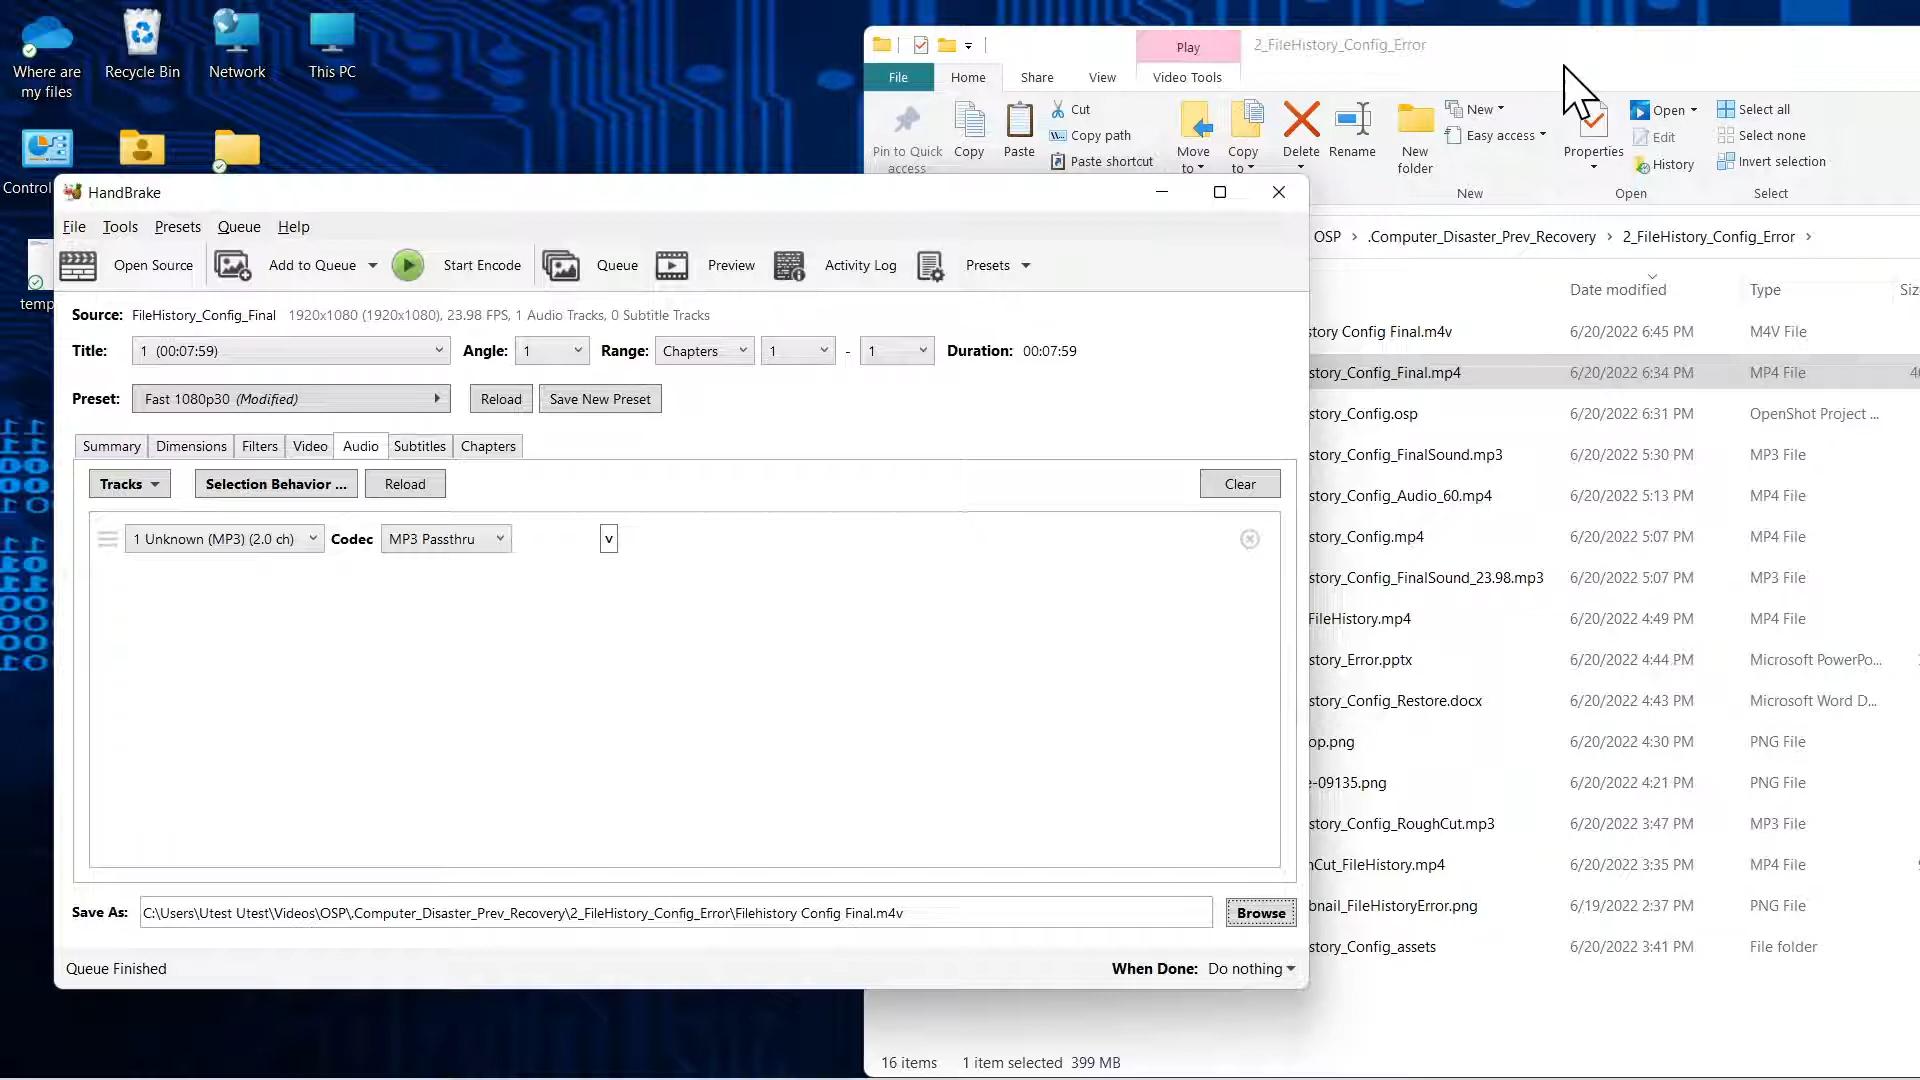 Where are
my files
Recycle Bin
Network
This PC
Control
temp
Play
2_FileHistory_Config_Error
File
Home
Share
View
Video Tools
Pin to Quick
access
Copy
Paste
Cut
Copy path
Paste shortcut
Move
to
Copy
to
Delete
Rename
New
folder
New
Easy access
New
Properties
Open
Edit
History
Open
Select all
Select none
Invert selection
Select
OSP > .Computer_Disaster_Prev_Recovery > 2_FileHistory_Config_Error >
Date modified Type Siz
story Config Final.m4v 6/20/2022 6:45 PM M4V File
story_Config_Final.mp4 6/20/2022 6:34 PM MP4 File
story_Config.osp 6/20/2022 6:31 PM OpenShot Project ...
story_Config_FinalSound.mp3 6/20/2022 5:30 PM MP3 File
story_Config_Audio_60.mp4 6/20/2022 5:13 PM MP4 File
story_Config.mp4 6/20/2022 5:07 PM MP4 File
story_Config_FinalSound_23.98.mp3 6/20/2022 5:07 PM MP3 File
FileHistory.mp4 6/20/2022 4:49 PM MP4 File
story_Error.pptx 6/20/2022 4:44 PM Microsoft PowerPo...
story_Config_Restore.docx 6/20/2022 4:43 PM Microsoft Word D...
op.png 6/20/2022 4:30 PM PNG File
-09135.png 6/20/2022 4:21 PM PNG File
story_Config_RoughCut.mp3 6/20/2022 3:47 PM MP3 File
Cut_FileHistory.mp4 6/20/2022 3:35 PM MP4 File
bnail_FileHistoryError.png 6/19/2022 2:37 PM PNG File
story_Config_assets 6/20/2022 3:41 PM File folder
16 items 1 item selected 399 MB
HandBrake
File Tools Presets Queue Help
Open Source Add to Queue Start Encode Queue Preview Activity Log Presets
Source: FileHistory_Config_Final 1920x1080 (1920x1080), 23.98 FPS, 1 Audio Tracks, 0 Subtitle Tracks
Title: 1 (00:07:59) Angle: 1 Range: Chapters 1 - 1 Duration: 00:07:59
Preset: Fast 1080p30 (Modified) Reload Save New Preset
Summary Dimensions Filters Video Audio Subtitles Chapters
Tracks Selection Behavior ... Reload Clear
1 Unknown (MP3) (2.0 ch) Codec MP3 Passthru v
Save As: C:\Users\Utest Utest\Videos\OSP\.Computer_Disaster_Prev_Recovery\2_FileHistory_Config_Error\Filehistory Config Final.m4v Browse
Queue Finished When Done: Do nothing